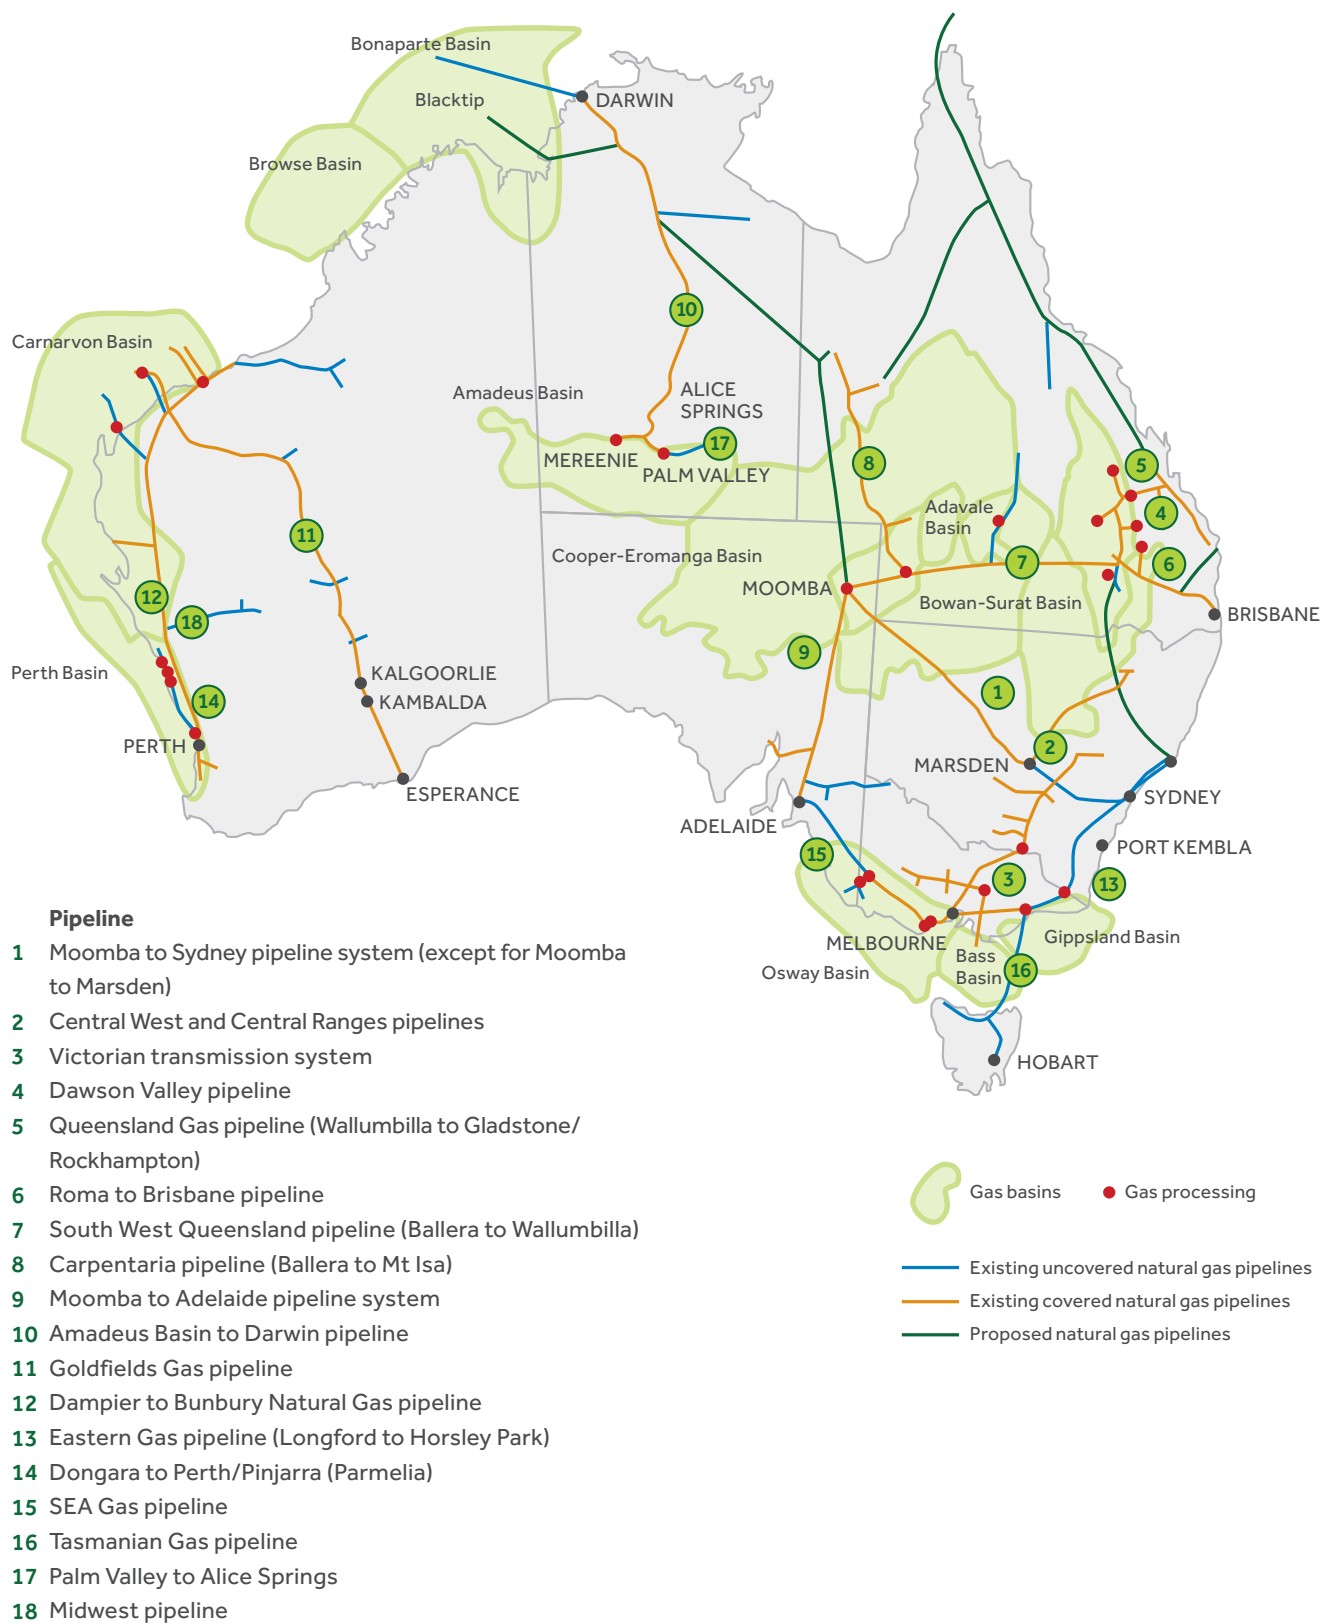 Bonaparte Basin
DARWIN
Blacktip
Browse Basin
10
Carnarvon Basin
Amadeus Basin
ALICE
SPRINGS
17
MEREENIE
PALM VALLEY
8
5
4
Adavale
Basin
11
Cooper-Eromanga Basin
7
6
MOOMBA
Bowan-Surat Basin
BRISBANE
12
18
9
Perth Basin
KALGOORLIE
KAMBALDA
14
1
PERTH
2
MARSDEN
ESPERANCE
SYDNEY
ADELAIDE
PORT KEMBLA
15
3
13
MELBOURNE
Gippsland Basin
Bass
Basin
Osway Basin
16
HOBART
Pipeline
1 Moomba to Sydney pipeline system (except for Moomba
to Marsden)
2 Central West and Central Ranges pipelines
3 Victorian transmission system
4 Dawson Valley pipeline
5 Queensland Gas pipeline (Wallumbilla to Gladstone/
Rockhampton)
6 Roma to Brisbane pipeline
7 South West Queensland pipeline (Ballera to Wallumbilla)
8 Carpentaria pipeline (Ballera to Mt Isa)
9 Moomba to Adelaide pipeline system
10 Amadeus Basin to Darwin pipeline
11 Goldfields Gas pipeline
12 Dampier to Bunbury Natural Gas pipeline
13 Eastern Gas pipeline (Longford to Horsley Park)
14 Dongara to Perth/Pinjarra (Parmelia)
15 SEA Gas pipeline
16 Tasmanian Gas pipeline
17 Palm Valley to Alice Springs
18 Midwest pipeline
Gas basins
Gas processing
Existing uncovered natural gas pipelines
Existing covered natural gas pipelines
Proposed natural gas pipelines